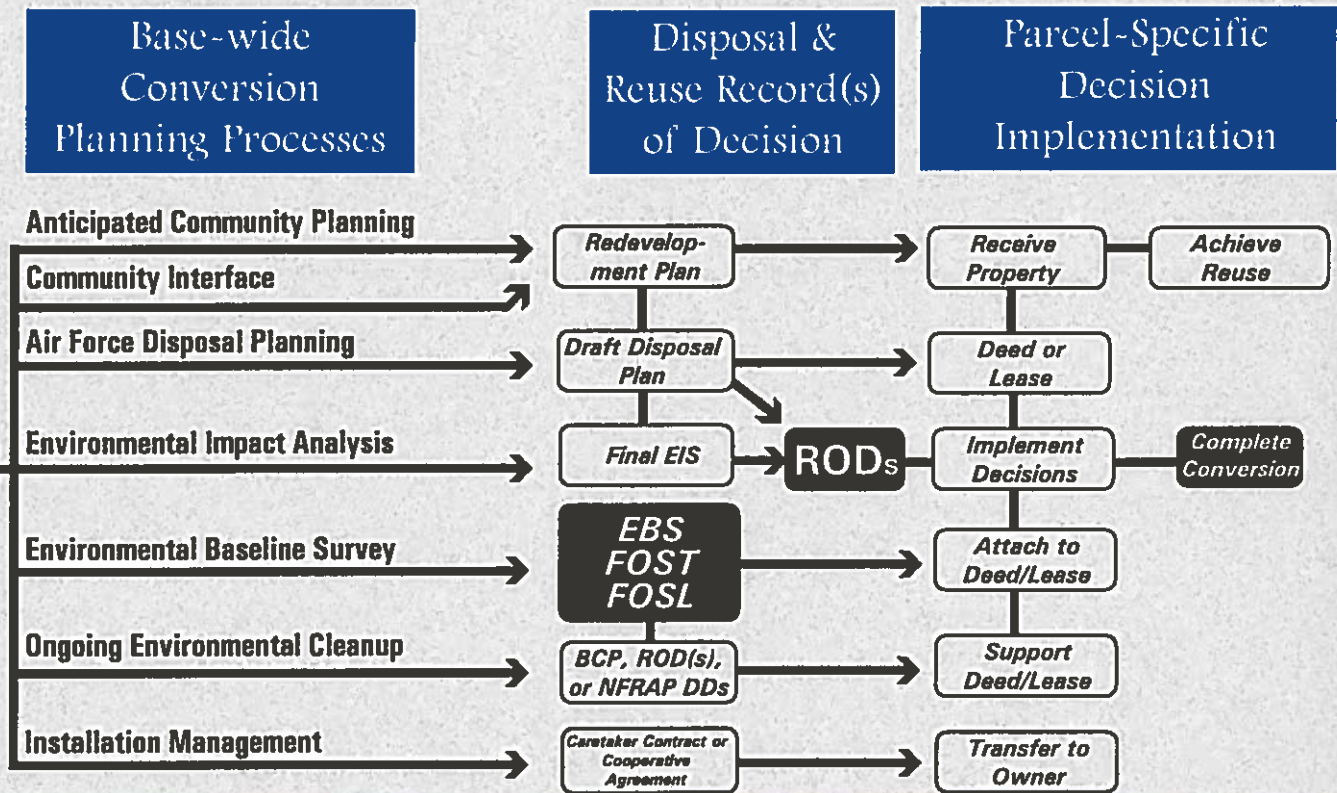 Base-wide
Conversion
Planning Processes
Disposal &
Reuse Record(s)
of Decision
Parcel-Specific
Decision
Implementation
Anticipated Community Planning
Redevelop-
ment Plan
Receive
Property
Achieve
Reuse
Community Interface
Air Force Disposal Planning
Draft Disposal
Plan
Deed or
Lease
Environmental Impact Analysis
Final EIS
RODs
Implement
Decisions
Complete
Conversion
Environmental Baseline Survey
EBS
FOST
FOSL
Attach to
Deed/Lease
Ongoing Environmental Cleanup
BCP, ROD(s),
or NFRAP DDs
Support
Deed/Lease
Installation Management
Caretaker Contract or
Cooperative
Agreement
Transfer to
Owner